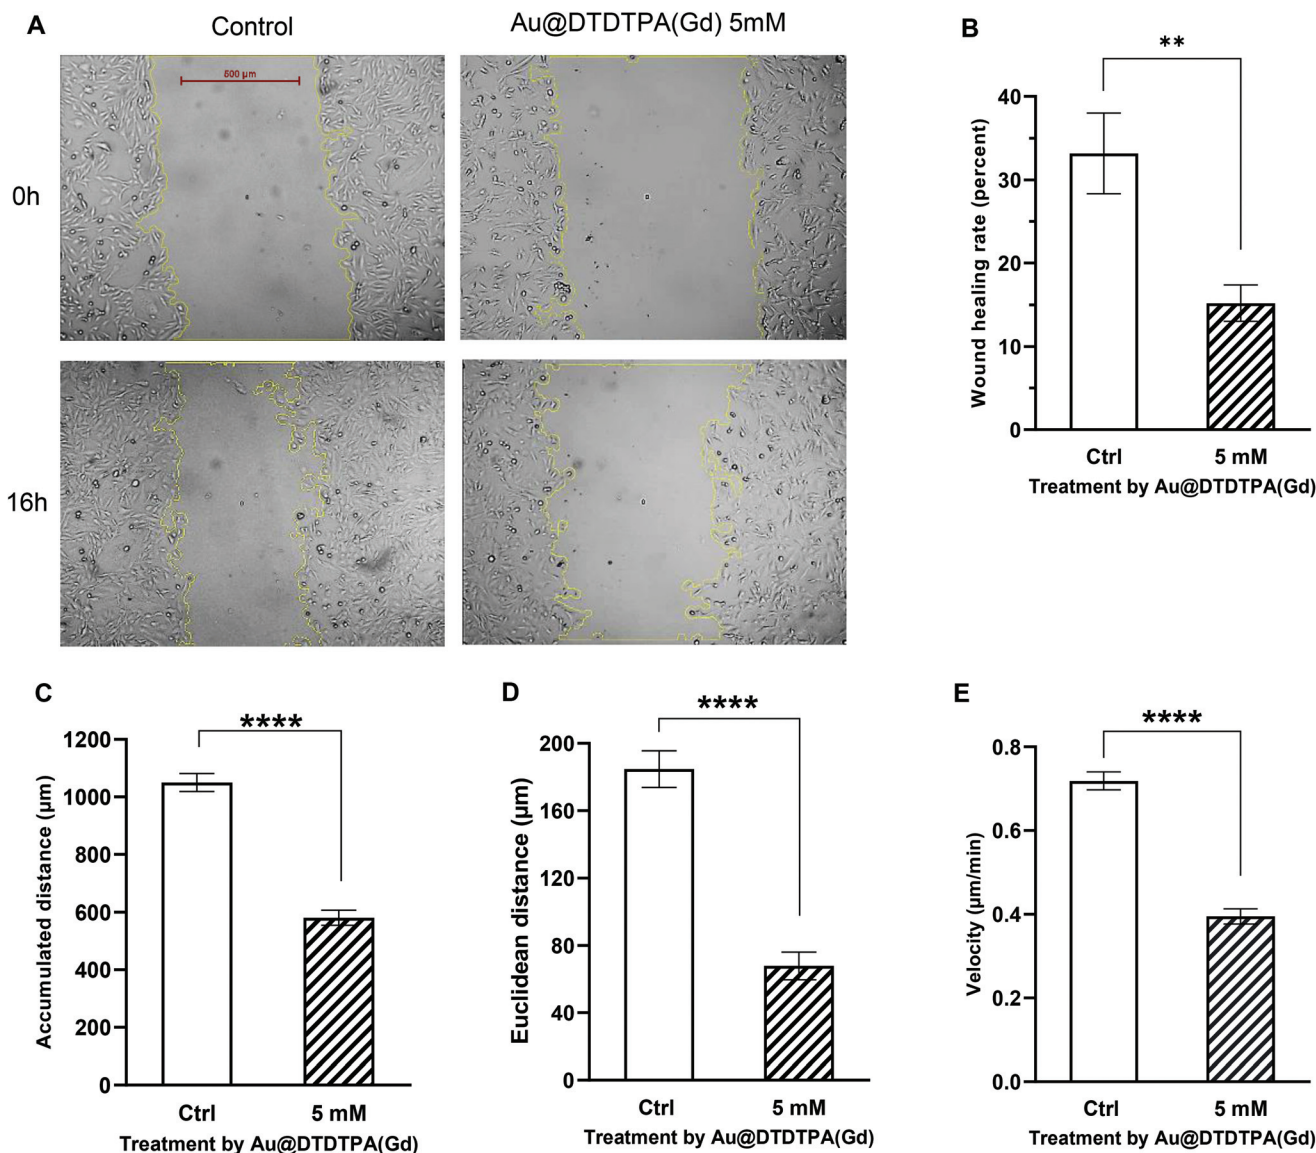 A
Control
Au@DTDTPA(Gd) 5mM
0h
500 µm
16h
B
**
Wound healing rate (percent)
40
30
20
10
0
Ctrl
5 mM
Treatment by Au@DTDTPA(Gd)
C
****
Accumulated distance (µm)
1200
1000
800
600
400
200
0
Ctrl
5 mM
Treatment by Au@DTDTPA(Gd)
D
****
Euclidean distance (µm)
200
160
120
80
40
0
Ctrl
5 mM
Treatment by Au@DTDTPA(Gd)
E
****
Velocity (µm/min)
0.8
0.6
0.4
0.2
0.0
Ctrl
5 mM
Treatment by Au@DTDTPA(Gd)